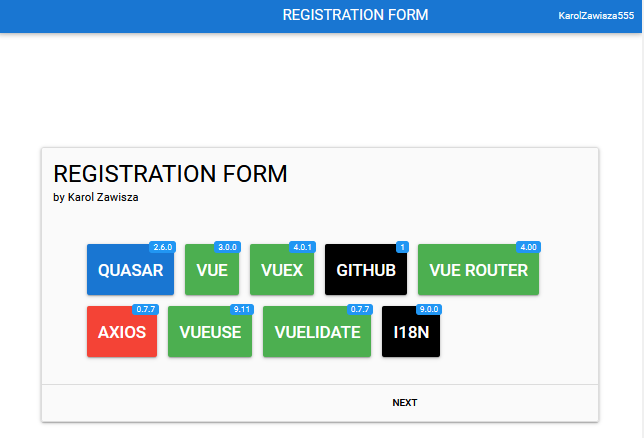 REGISTRATION FORM
KarolZawisza555
REGISTRATION FORM
by Karol Zawisza
2.6.0 3.0.0 4.0.1 1 4.00
QUASAR VUE VUEX GITHUB VUE ROUTER
0.7.7 9.11 0.7.7 9.0.0
AXIOS VUEUSE VUELIDATE I18N
NEXT